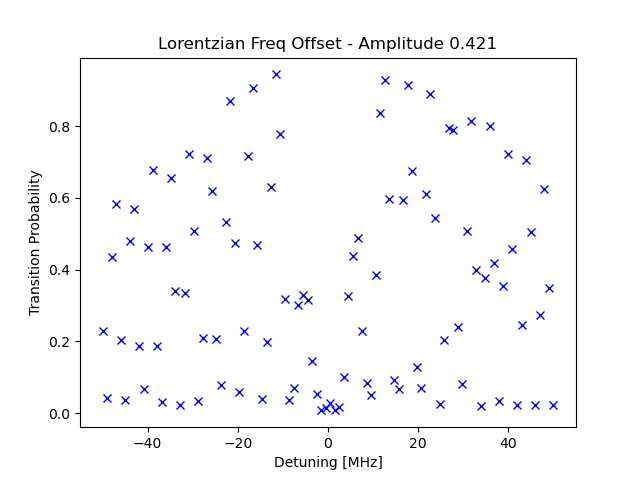 Lorentzian Freq Offset - Amplitude 0.421
Transition Probability
0.8
0.6
0.4
0.2
0.0
−40 −20 0 20 40
Detuning [MHz]